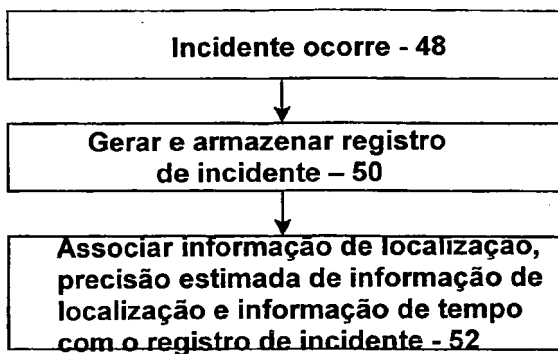 Incidente ocorre - 48
Gerar e armazenar registro
de incidente – 50
Associar informação de localização,
precisão estimada de informação de
localização e informação de tempo
com o registro de incidente - 52